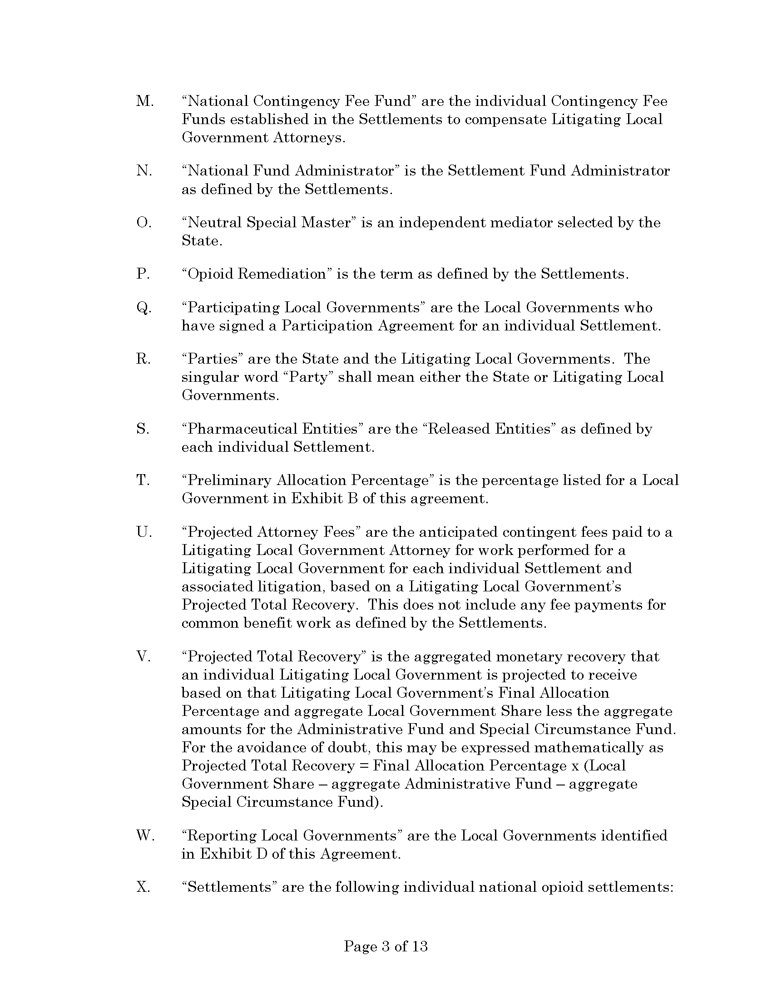 M. “National Contingency Fee Fund” are the individual Contingency Fee
Funds established in the Settlements to compensate Litigating Local
Government Attorneys.
N. “National Fund Administrator” is the Settlement Fund Administrator
as defined by the Settlements.
O. “Neutral Special Master” is an independent mediator selected by the
State.
P. “Opioid Remediation” is the term as defined by the Settlements.
Q. “Participating Local Governments” are the Local Governments who
have signed a Participation Agreement for an individual Settlement.
R. “Parties” are the State and the Litigating Local Governments.  The
singular word “Party” shall mean either the State or Litigating Local
Governments.
S. “Pharmaceutical Entities” are the “Released Entities” as defined by
each individual Settlement.
T. “Preliminary Allocation Percentage” is the percentage listed for a Local
Government in Exhibit B of this agreement.
U. “Projected Attorney Fees” are the anticipated contingent fees paid to a
Litigating Local Government Attorney for work performed for a
Litigating Local Government for each individual Settlement and
associated litigation, based on a Litigating Local Government’s
Projected Total Recovery.  This does not include any fee payments for
common benefit work as defined by the Settlements.
V. “Projected Total Recovery” is the aggregated monetary recovery that
an individual Litigating Local Government is projected to receive
based on that Litigating Local Government’s Final Allocation
Percentage and aggregate Local Government Share less the aggregate
amounts for the Administrative Fund and Special Circumstance Fund.
For the avoidance of doubt, this may be expressed mathematically as
Projected Total Recovery = Final Allocation Percentage x (Local
Government Share – aggregate Administrative Fund – aggregate
Special Circumstance Fund).
W. “Reporting Local Governments” are the Local Governments identified
in Exhibit D of this Agreement.
X. “Settlements” are the following individual national opioid settlements:
Page 3 of 13